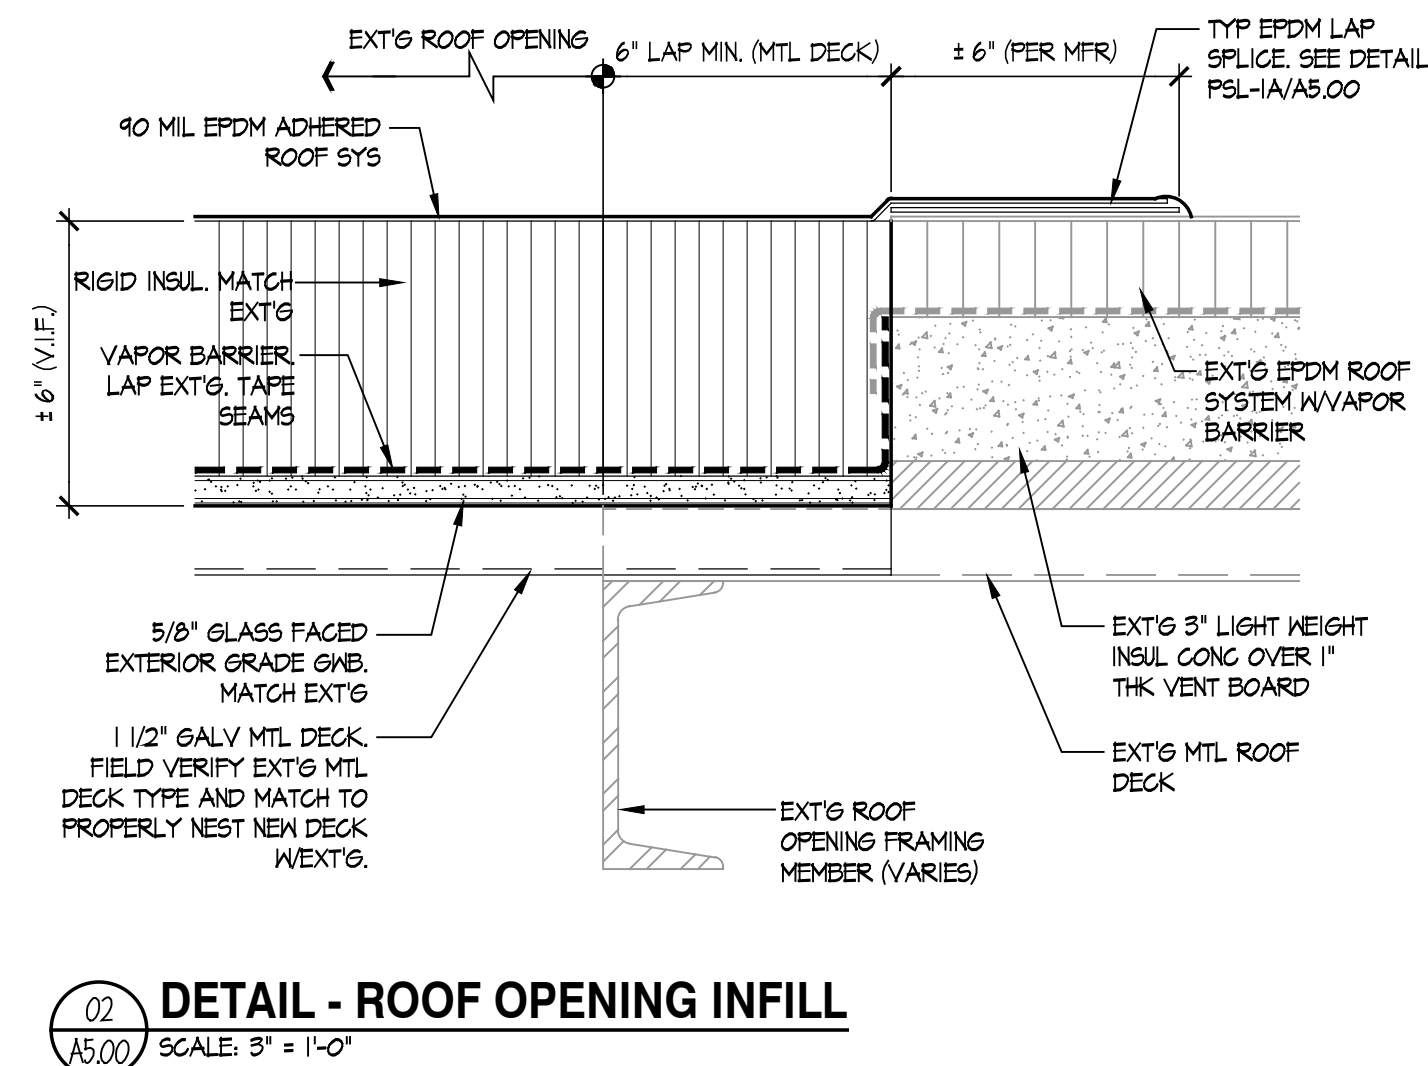 EXT'G ROOF OPENING
6" LAP MIN. (MTL DECK)
± 6" (PER MFR)
TYP EPDM LAP
SPLICE. SEE DETAIL
PSL-1A/A5.00
90 MIL EPDM ADHERED
ROOF SYS
RIGID INSUL. MATCH
EXT'G
VAPOR BARRIER.
LAP EXT'G. TAPE
SEAMS
± 6" (V.I.F.)
EXT'G EPDM ROOF
SYSTEM W/VAPOR
BARRIER
5/8" GLASS FACED
EXTERIOR GRADE GWB.
MATCH EXT'G
1 1/2" GALV MTL DECK.
FIELD VERIFY EXT'G MTL
DECK TYPE AND MATCH TO
PROPERLY NEST NEW DECK
W/EXT'G.
EXT'G 3" LIGHT WEIGHT
INSUL CONC OVER 1"
THK VENT BOARD
EXT'G MTL ROOF
DECK
EXT'G ROOF
OPENING FRAMING
MEMBER (VARIES)
02
A5.00
DETAIL - ROOF OPENING INFILL
SCALE: 3" = 1'-0"